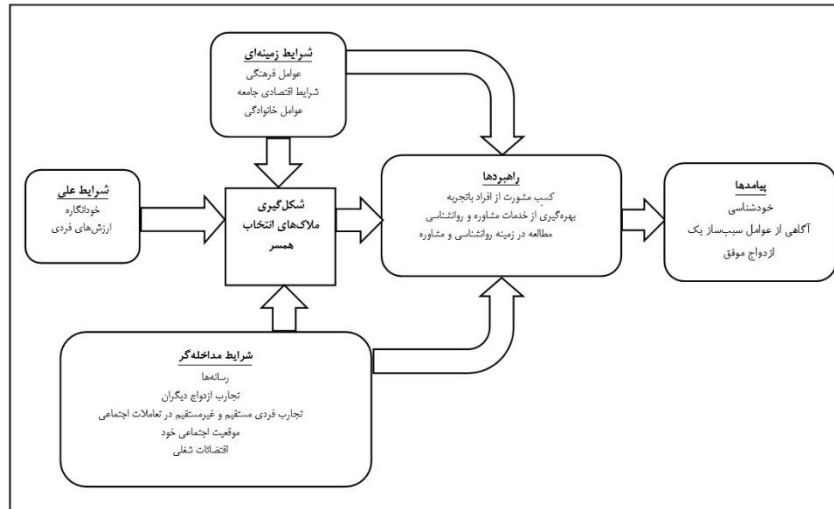 شرایط زمینه‌ای
عوامل فرهنگی
شرایط اقتصادی جامعه
عوامل خانوادگی
شرایط علی
خودانگاره
ارزش‌های فردی
شکل‌گیری
ملاک‌های انتخاب
همسر
راهبردها
کسب مشورت از افراد باتجربه
بهره‌گیری از خدمات مشاوره و روانشناسی
مطالعه در زمینه روانشناسی و مشاوره
پیامدها
خودشناسی
آگاهی از عوامل سبب‌ساز یک
ازدواج موفق
شرایط مداخله‌گر
رسانه‌ها
تجارب ازدواج دیگران
تجارب فردی مستقیم و غیرمستقیم در تعاملات اجتماعی
موقعیت اجتماعی خود
اقتضائات شغلی